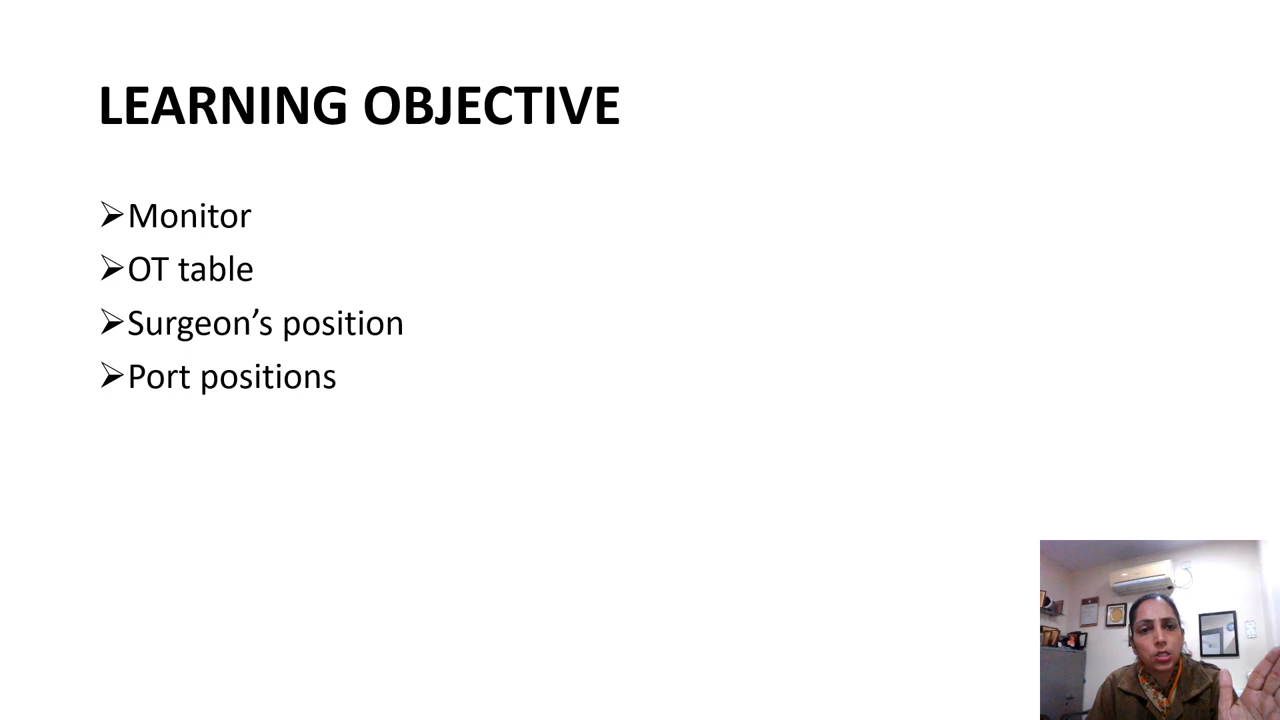 LEARNING OBJECTIVE
➢Monitor
➢OT table
➢Surgeon’s position
➢Port positions